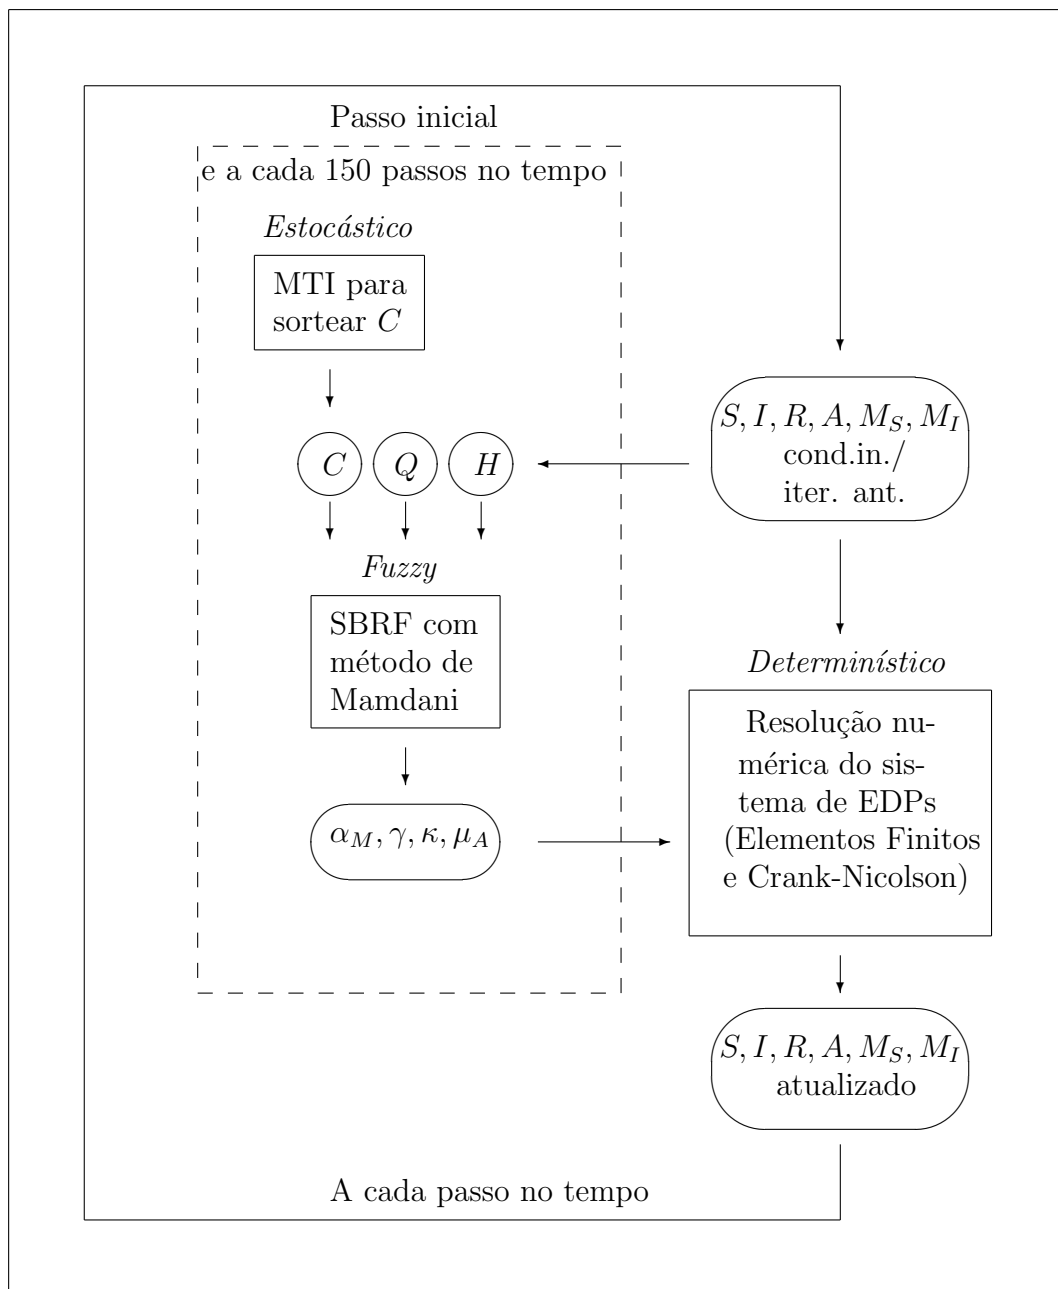 Passo inicial
e a cada 150 passos no tempo
Estocástico
MTI para
sortear C
C Q H
Fuzzy
SBRF com
método de
Mamdani
α_M, γ, κ, μ_A
S, I, R, A, M_S, M_I
cond.in./
iter. ant.
Determinístico
Resolução nu-
mérica do sis-
tema de EDPs
(Elementos Finitos
e Crank-Nicolson)
S, I, R, A, M_S, M_I
atualizado
A cada passo no tempo